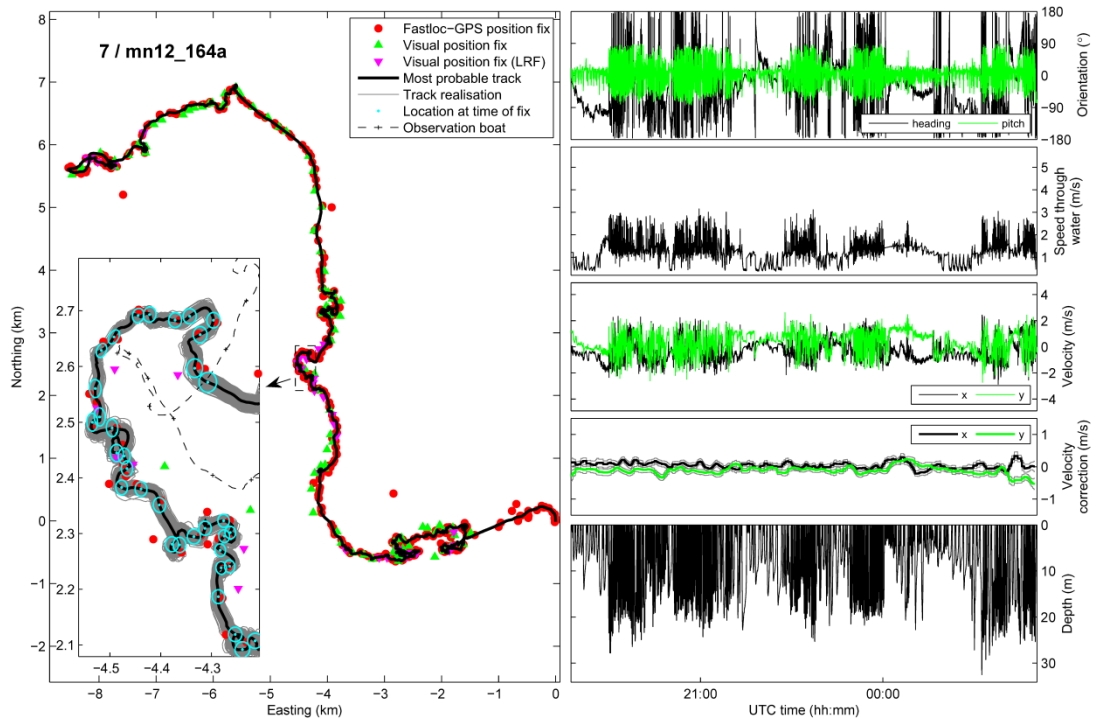 7 / mn12_164a
Fastloc−GPS position fix
Visual position fix
Visual position fix (LRF)
Most probable track
Track realisation
Location at time of fix
Observation boat
8
7
6
5
4
3
2
1
0
−1
−2
Northing (km)
−8 −7 −6 −5 −4 −3 −2 −1 0
Easting (km)
2.7
2.6
2.5
2.4
2.3
2.2
2.1
−4.5 −4.4 −4.3
180
90
0
−90
−180
Orientation (°)
heading pitch
5
4
3
2
1
0
Speed through
water (m/s)
4
2
0
−2
−4
Velocity (m/s)
x y
x y
1
0
−1
Velocity
correction (m/s)
0
10
20
30
Depth (m)
21:00 00:00
UTC time (hh:mm)